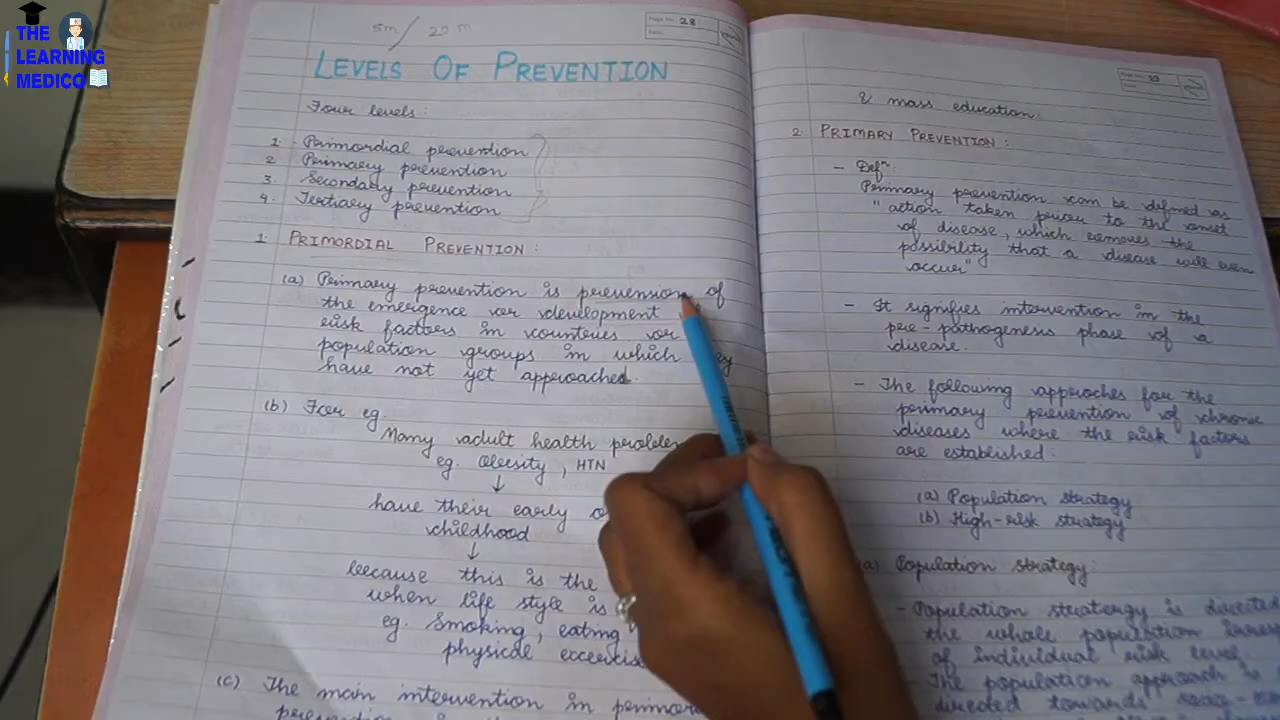 THE
LEARNING
MEDICO
5m / 20 m
Page No. 28
LEVELS OF PREVENTION
Four levels:
1. Primordial prevention
2 Primary prevention
3. Secondary prevention
4. Tertiary prevention
1. PRIMORDIAL PREVENTION:
(a) Primary prevention is prevension of
the emergence or development
risk factors in countries or
population groups in which
have not yet approached.
(b) For eg.
Many adult health
eg. Obesity, HTN
↓
have their early
childhood
↓
because this is the
when life style is
eg. Smoking, eating
physical
(c) The main intervention in
Page No. 29
& mass education.
2. PRIMARY PREVENTION:
- Defn:
Primary prevention can be defined as
"action taken prior to the onset
of disease, which removes the
possibility that a disease will ever
occur"
- It signifies intervention in the
pre-pathogenesis phase of a
disease.
- The following approches for the
primary prevention of chronic
diseases where the risk factors
are established:
(a) Population strategy
(b) High-risk strategy
a) Population strategy:
- Population stratergy is directed
the whole population
of individual risk level.
- The population approach is
directed towards